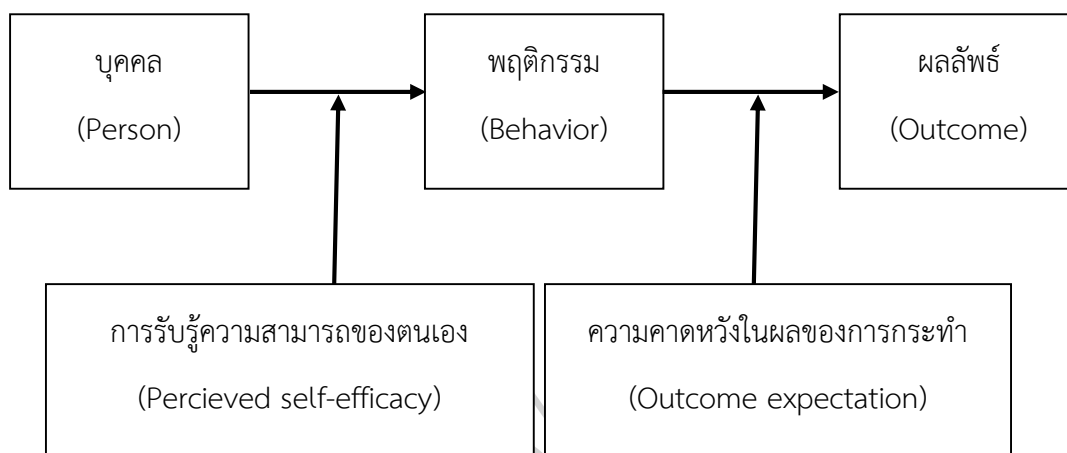 บุคคล
(Person)
พฤติกรรม
(Behavior)
ผลลัพธ์
(Outcome)
การรับรู้ความสามารถของตนเอง
(Percieved self-efficacy)
ความคาดหวังในผลของการกระทำ
(Outcome expectation)